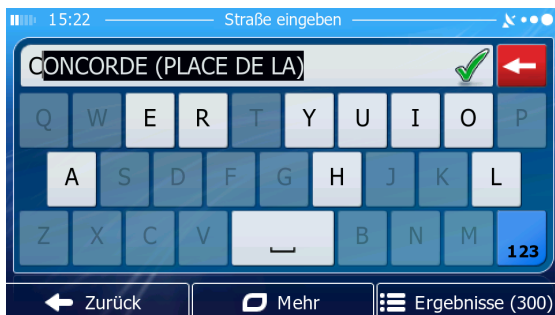 15:22 Straße eingeben
CONCORDE (PLACE DE LA)
Q W E R T Y U I O P
A S D F G H J K L
Z X C V B N M 123
Zurück Mehr Ergebnisse (300)